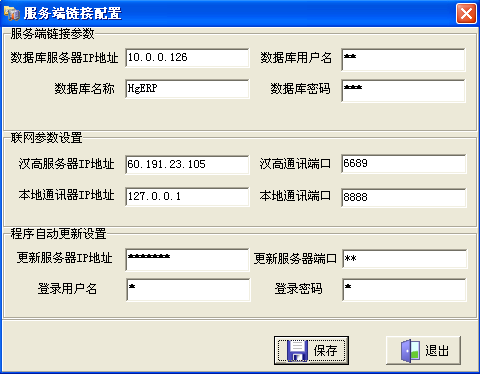 服务端链接配置
服务端链接参数
数据库服务器IP地址 10.0.0.126 数据库用户名 **
数据库名称 HgERP 数据库密码 ***
联网参数设置
汉高服务器IP地址 60.191.23.105 汉高通讯端口 6689
本地通讯器IP地址 127.0.0.1 本地通讯端口 8888
程序自动更新设置
更新服务器IP地址 ******* 更新服务器端口 **
登录用户名 * 登录密码 *
保存 退出